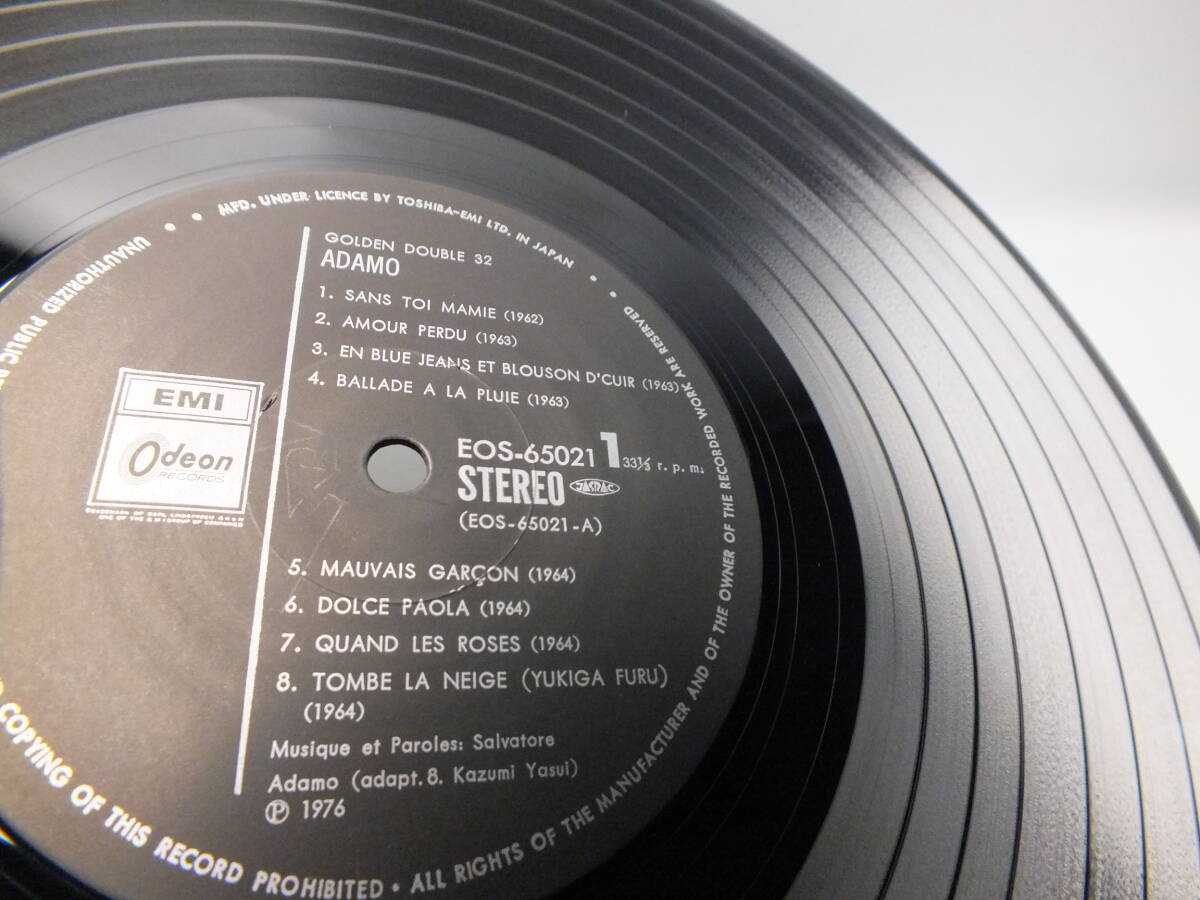 MFD. UNDER LICENCE BY TOSHIBA-EMI LTD. IN JAPAN •
• ALL RIGHTS OF THE MANUFACTURER AND OF THE OWNER OF THE RECORDED WORK ARE RESERVED •
UNAUTHORIZED PUBLIC
COPYING OF THIS RECORD PROHIBITED
GOLDEN DOUBLE 32
ADAMO
1. SANS TOI MAMIE (1962)
2. AMOUR PERDU (1963)
3. EN BLUE JEANS ET BLOUSON D'CUIR (1963)
4. BALLADE A LA PLUIE (1963)
EMI
Odeon
RECORDS
EOS-65021 1 33⅓ r.p.m.
STEREO JASRAC
(EOS-65021-A)
5. MAUVAIS GARÇON (1964)
6. DOLCE PAOLA (1964)
7. QUAND LES ROSES (1964)
8. TOMBE LA NEIGE (YUKIGA FURU)
(1964)
Musique et Paroles: Salvatore
Adamo (adapt. 8. Kazumi Yasui)
Ⓟ 1976